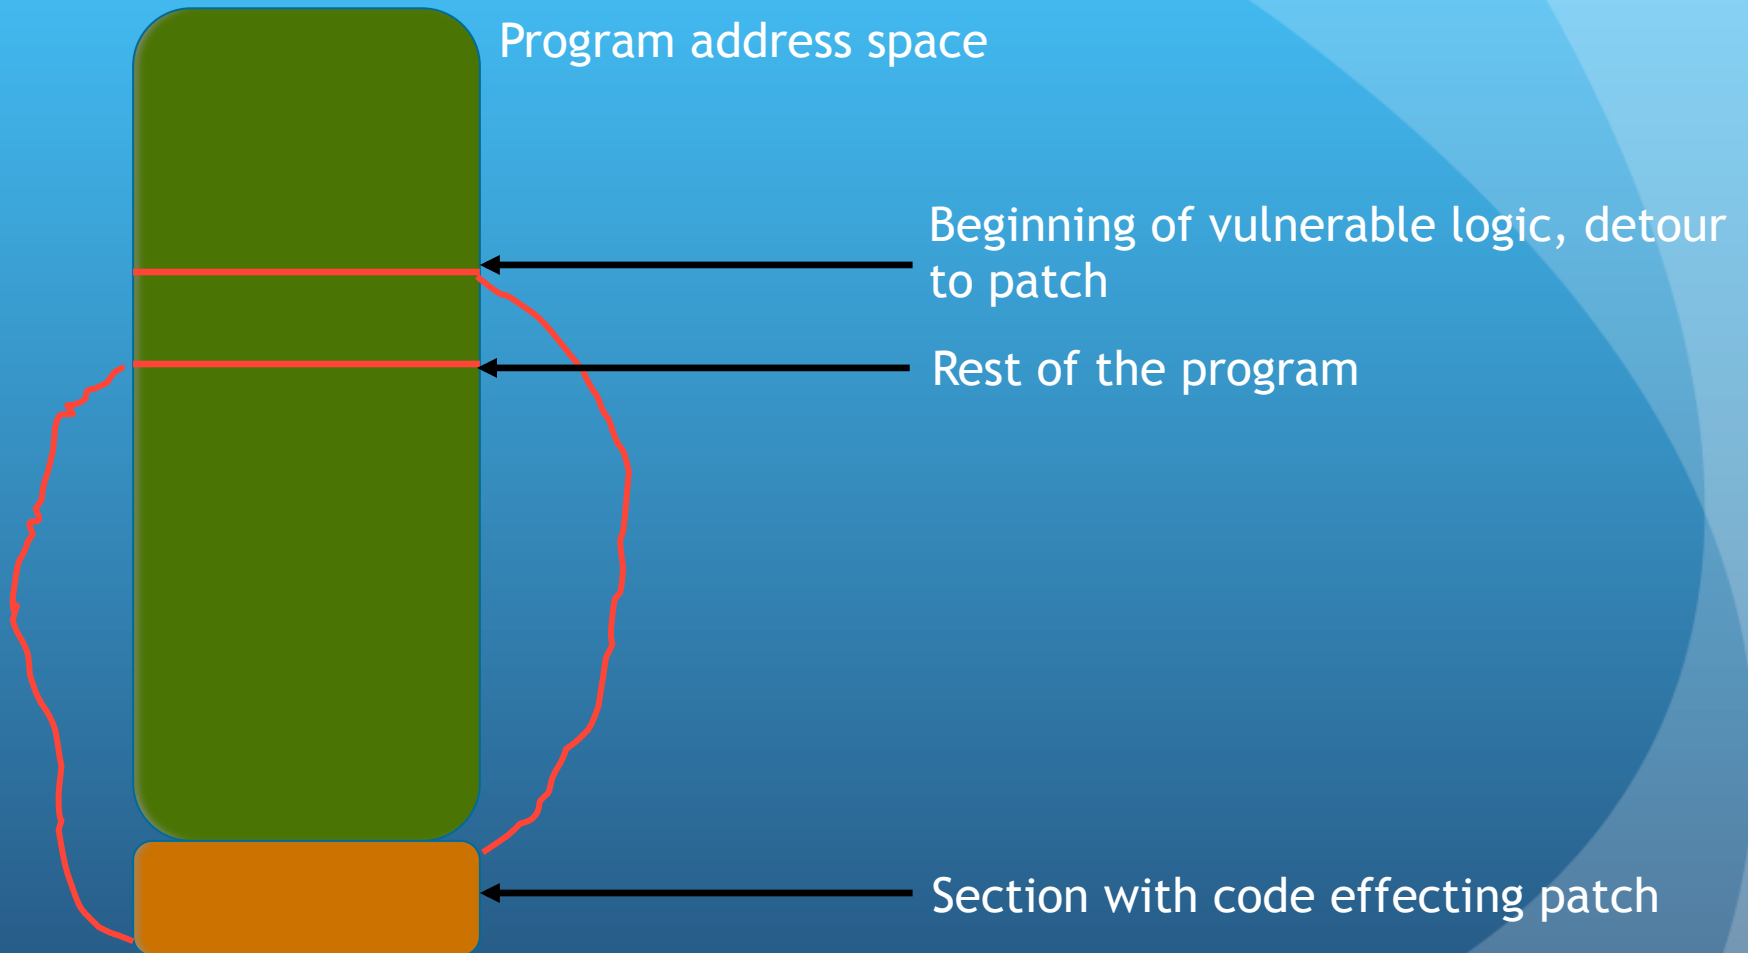 Program address space
Beginning of vulnerable logic, detour
to patch
Rest of the program
Section with code effecting patch